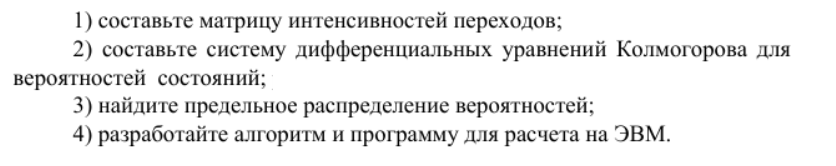 1) составьте матрицу интенсивностей переходов;
2) составьте систему дифференциальных уравнений Колмогорова для
вероятностей состояний;
3) найдите предельное распределение вероятностей;
4) разработайте алгоритм и программу для расчета на ЭВМ.